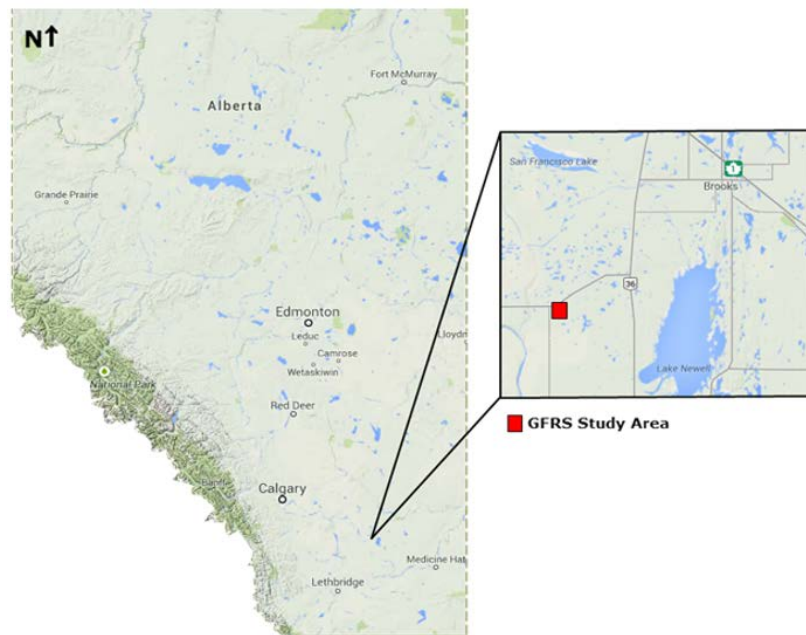 N↑
Fort McMurray
Alberta
Grande Prairie
Edmonton
Leduc
Camrose
Wetaskiwin
Lloydm
National Park
Red Deer
Banff
Calgary
Medicine Hat
Lethbridge
San Francisco Lake
1
Brooks
36
Lake Newell
GFRS Study Area